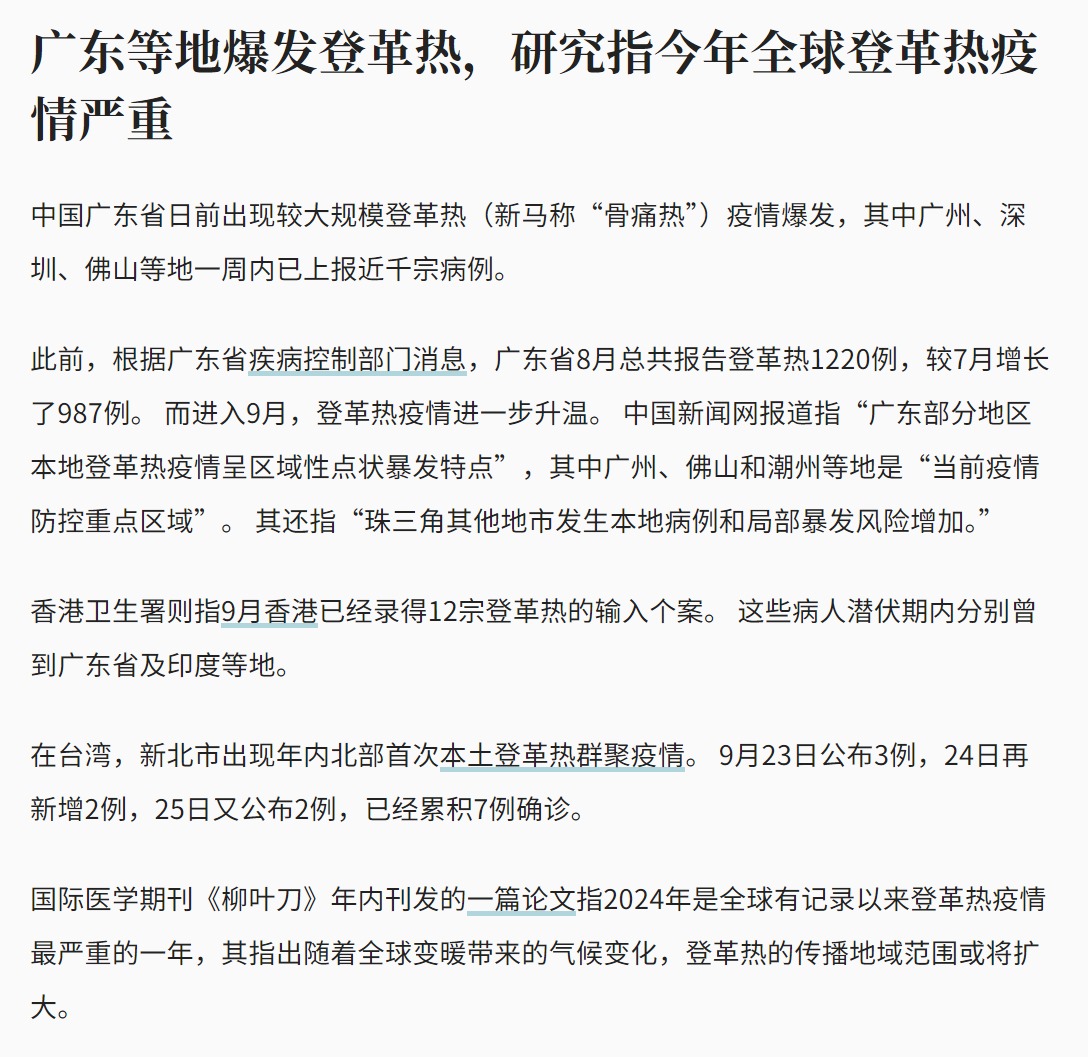 广东等地爆发登革热，研究指今年全球登革热疫
情严重
中国广东省日前出现较大规模登革热（新马称“骨痛热”）疫情爆发，其中广州、深
圳、佛山等地一周内已上报近千宗病例。
此前，根据广东省疾病控制部门消息，广东省8月总共报告登革热1220例，较7月增长
了987例。 而进入9月，登革热疫情进一步升温。 中国新闻网报道指“广东部分地区
本地登革热疫情呈区域性点状暴发特点”，其中广州、佛山和潮州等地是“当前疫情
防控重点区域”。 其还指“珠三角其他地市发生本地病例和局部暴发风险增加。”
香港卫生署则指9月香港已经录得12宗登革热的输入个案。 这些病人潜伏期内分别曾
到广东省及印度等地。
在台湾，新北市出现年内北部首次本土登革热群聚疫情。 9月23日公布3例，24日再
新增2例，25日又公布2例，已经累积7例确诊。
国际医学期刊《柳叶刀》年内刊发的一篇论文指2024年是全球有记录以来登革热疫情
最严重的一年，其指出随着全球变暖带来的气候变化，登革热的传播地域范围或将扩
大。